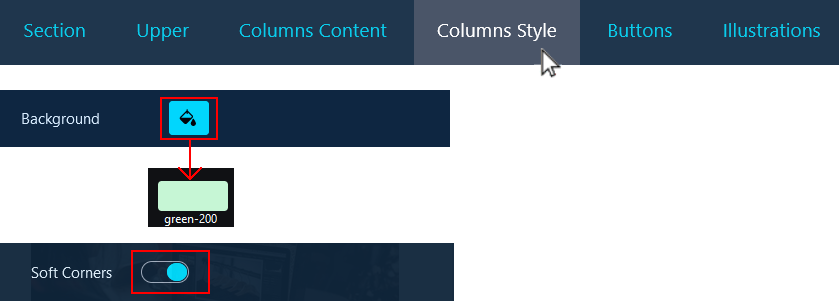 Section Upper Columns Content Columns Style Buttons Illustrations
Background
green-200
Soft Corners